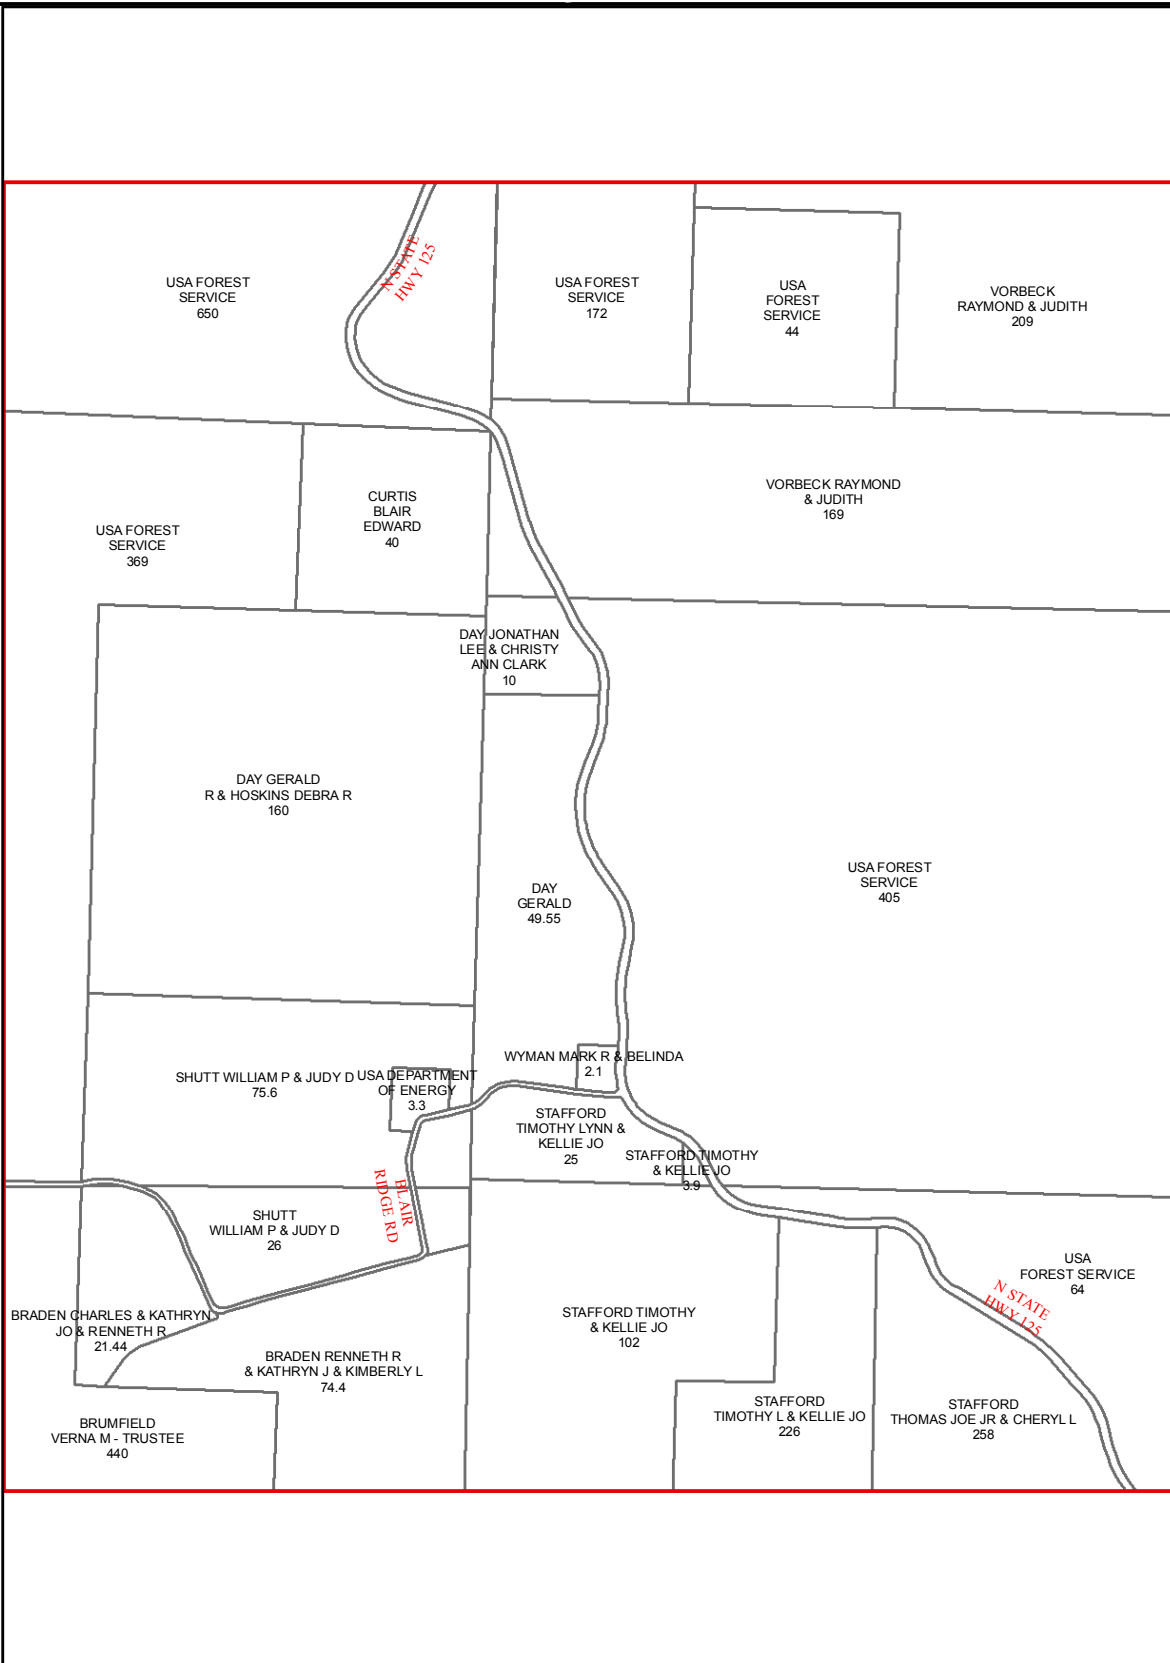 N STATE
HWY 125
USA FOREST
SERVICE
650
USA FOREST
SERVICE
172
USA
FOREST
SERVICE
44
VORBECK
RAYMOND & JUDITH
209
VORBECK RAYMOND
& JUDITH
169
CURTIS
BLAIR
EDWARD
40
USA FOREST
SERVICE
369
DAY JONATHAN
LEE & CHRISTY
ANN CLARK
10
DAY GERALD
R & HOSKINS DEBRA R
160
DAY
GERALD
49.55
USA FOREST
SERVICE
405
WYMAN MARK R & BELINDA
2.1
SHUTT WILLIAM P & JUDY D
75.6
USA DEPARTMENT
OF ENERGY
3.3
STAFFORD
TIMOTHY LYNN &
KELLIE JO
25
STAFFORD TIMOTHY
& KELLIE JO
3.9
BLAIR
RIDGE RD
SHUTT
WILLIAM P & JUDY D
26
USA
FOREST SERVICE
64
N STATE
HWY 125
BRADEN CHARLES & KATHRYN
JO & RENNETH R
21.44
STAFFORD TIMOTHY
& KELLIE JO
102
BRADEN RENNETH R
& KATHRYN J & KIMBERLY L
74.4
STAFFORD
TIMOTHY L & KELLIE JO
226
STAFFORD
THOMAS JOE JR & CHERYL L
258
BRUMFIELD
VERNA M - TRUSTEE
440